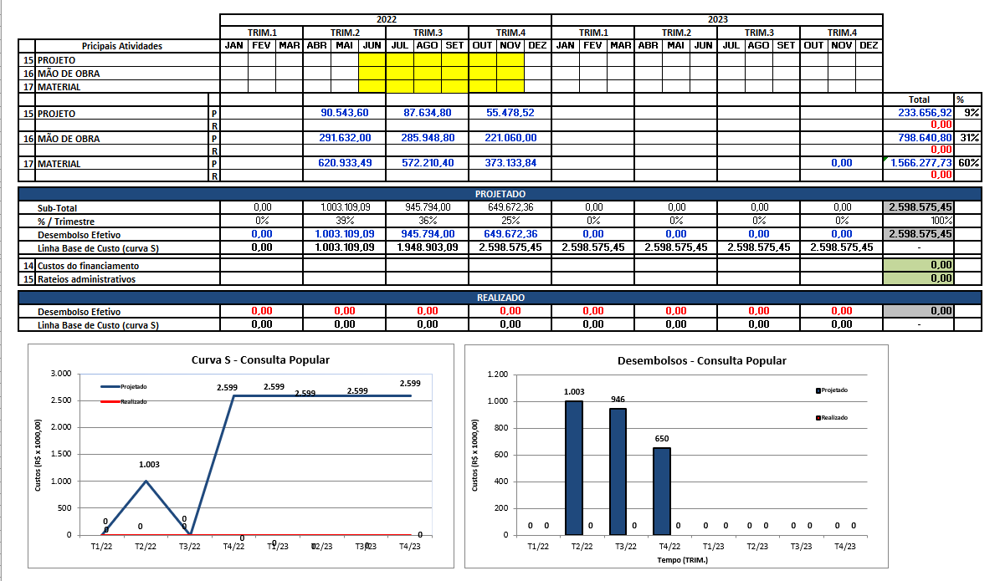 2022 2023
TRIM.1 TRIM.2 TRIM.3 TRIM.4 TRIM.1 TRIM.2 TRIM.3 TRIM.4
Pricipais Atividades JAN FEV MAR ABR MAI JUN JUL AGO SET OUT NOV DEZ JAN FEV MAR ABR MAI JUN JUL AGO SET OUT NOV DEZ
15 PROJETO
16 MÃO DE OBRA
17 MATERIAL
Total %
15 PROJETO P 90.543,60 87.634,80 55.478,52 233.656,92 9%
R 0,00
16 MÃO DE OBRA P 291.632,00 285.948,80 221.060,00 798.640,80 31%
R 0,00
17 MATERIAL P 620.933,49 572.210,40 373.133,84 0,00 1.566.277,73 60%
R 0,00
PROJETADO
Sub-Total 0,00 1.003.109,09 945.794,00 649.672,36 0,00 0,00 0,00 0,00 2.598.575,45
% / Trimestre 0% 39% 36% 25% 0% 0% 0% 0% 100%
Desembolso Efetivo 0,00 1.003.109,09 945.794,00 649.672,36 0,00 0,00 0,00 0,00 2.598.575,45
Linha Base de Custo (curva S) 0,00 1.003.109,09 1.948.903,09 2.598.575,45 2.598.575,45 2.598.575,45 2.598.575,45 2.598.575,45 -
14 Custos do financiamento 0,00
15 Rateios administrativos 0,00
REALIZADO
Desembolso Efetivo 0,00 0,00 0,00 0,00 0,00 0,00 0,00 0,00 0,00
Linha Base de Custo (curva S) 0,00 0,00 0,00 0,00 0,00 0,00 0,00 0,00 -
Curva S - Consulta Popular
Custos (R$ x 1000,00)
3.000
2.500
2.000
1.500
1.000
500
0
Projetado
Realizado
2.599 2.599 2.599 2.599 2.599
1.003
0 0 0
0 0
0 0 0 0 0
T1/22 T2/22 T3/22 T4/22 T1/23 T2/23 T3/23 T4/23
Desembolsos - Consulta Popular
Custos (R$ x 1000,00)
1.200
1.000
800
600
400
200
0
Projetado
Realizado
1.003
946
650
0 0 0 0 0 0 0 0 0 0 0 0 0
T1/22 T2/22 T3/22 T4/22 T1/23 T2/23 T3/23 T4/23
Tempo (TRIM.)